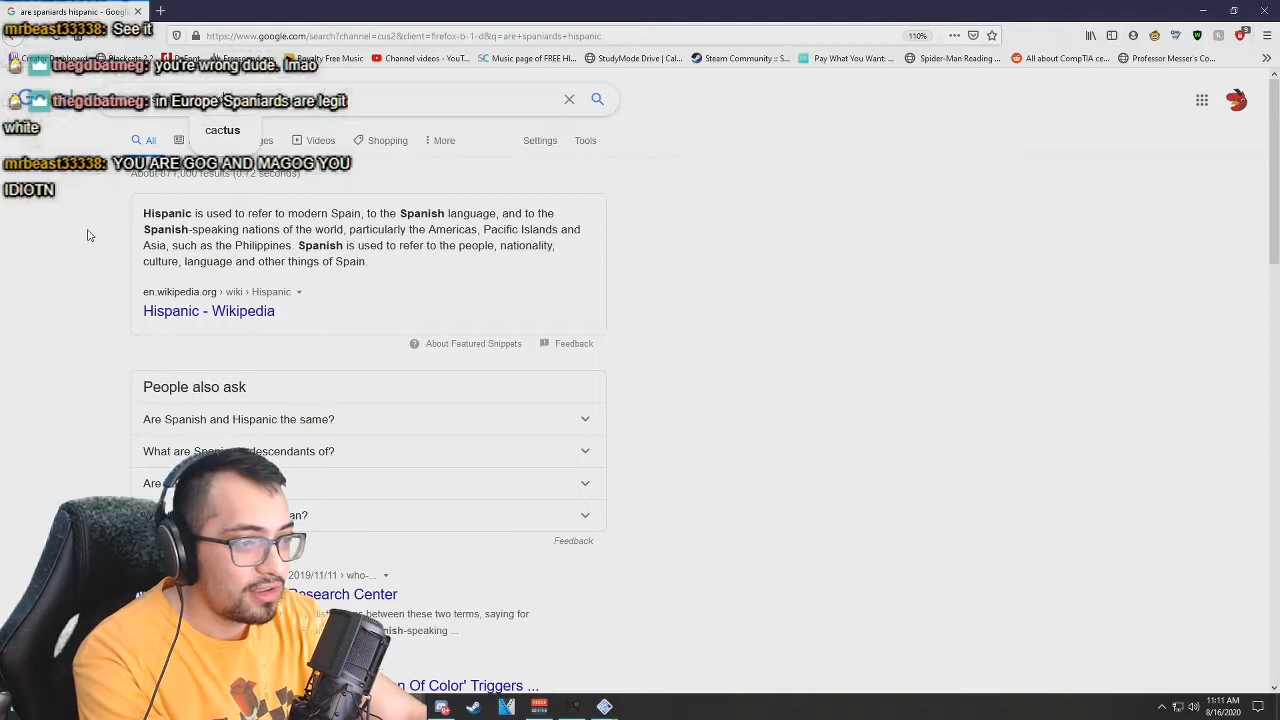 are spaniards hispanic - Google
mrbeast33338: See it
https://www.google.com/search?channel=cus2&client=firefox-b-1-d&q=are+spaniards+hispanic
110%
Royalty Free Music
YouTube
SC Music page of FREE HI...
StudyMode Drive | C...
Steam Community :: ...
Pay What You Want: ...
Spider-Man Reading ...
All about CompTIA ce...
Professor Messer's Co...
thegdbatmeg: you're wrong dude. lmao
thegdbatmeg: in Europe Spaniards are legit
white
cactus
All
Videos
Shopping
More
Settings
Tools
mrbeast33338: YOU ARE GOG AND MAGOG YOU
IDIOTN
About 871,000 results (0.72 seconds)
Hispanic is used to refer to modern Spain, to the Spanish language, and to the
Spanish-speaking nations of the world, particularly the Americas, Pacific Islands and
Asia, such as the Philippines. Spanish is used to refer to the people, nationality,
culture, language and other things of Spain.
en.wikipedia.org › wiki › Hispanic
Hispanic - Wikipedia
About Featured Snippets
Feedback
People also ask
Are Spanish and Hispanic the same?
What are descendants of?
Are
Feedback
2019/11/11 › who-...
Research Center
between these two terms, saying for
-speaking ...
Of Color' Triggers ...
11:11 AM
8/16/2020